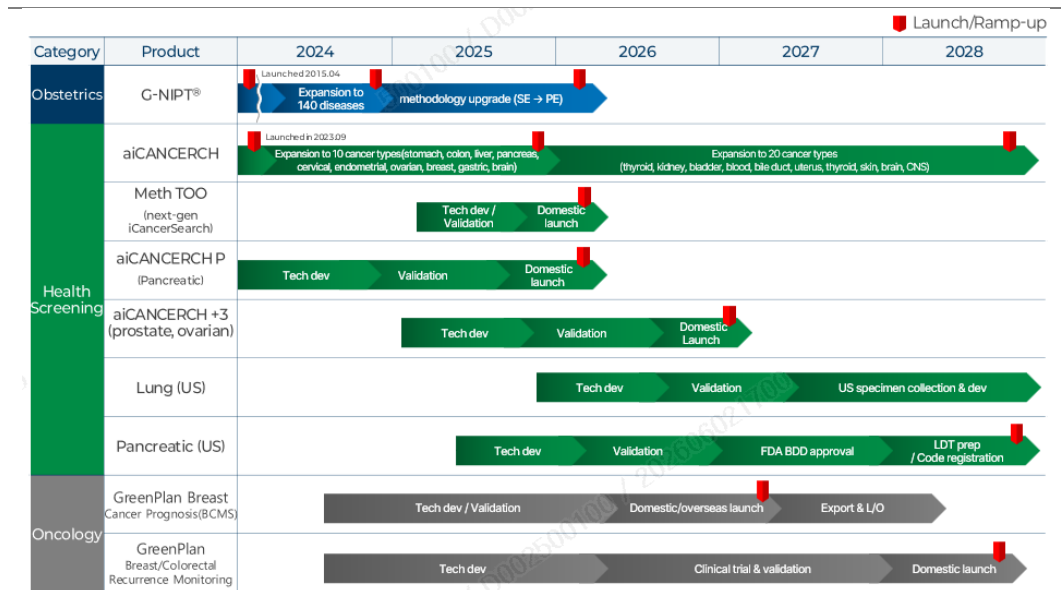 Launch/Ramp-up
Category Product 2024 2025 2026 2027 2028
Obstetrics
G-NIPT®
Launched 2015.04
Expansion to
140 diseases
methodology upgrade (SE → PE)
Health
Screening
aiCANCERCH
Launched in 2023.09
Expansion to 10 cancer types(stomach, colon, liver, pancreas,
cervical, endometrial, ovarian, breast, gastric, brain)
Expansion to 20 cancer types
(thyroid, kidney, bladder, blood, bile duct, uterus, thyroid, skin, brain, CNS)
Meth TOO
(next-gen
iCancerSearch)
Tech dev /
Validation
Domestic
launch
aiCANCERCH P
(Pancreatic)
Tech dev
Validation
Domestic
launch
aiCANCERCH +3
(prostate, ovarian)
Tech dev
Validation
Domestic
Launch
Lung (US)
Tech dev
Validation
US specimen collection & dev
Pancreatic (US)
Tech dev
Validation
FDA BDD approval
LDT prep
/ Code registration
Oncology
GreenPlan Breast
Cancer Prognosis(BCMS)
Tech dev / Validation
Domestic/overseas launch
Export & L/O
GreenPlan
Breast/Colorectal
Recurrence Monitoring
Tech dev
Clinical trial & validation
Domestic launch
D002500100 / 202606021700